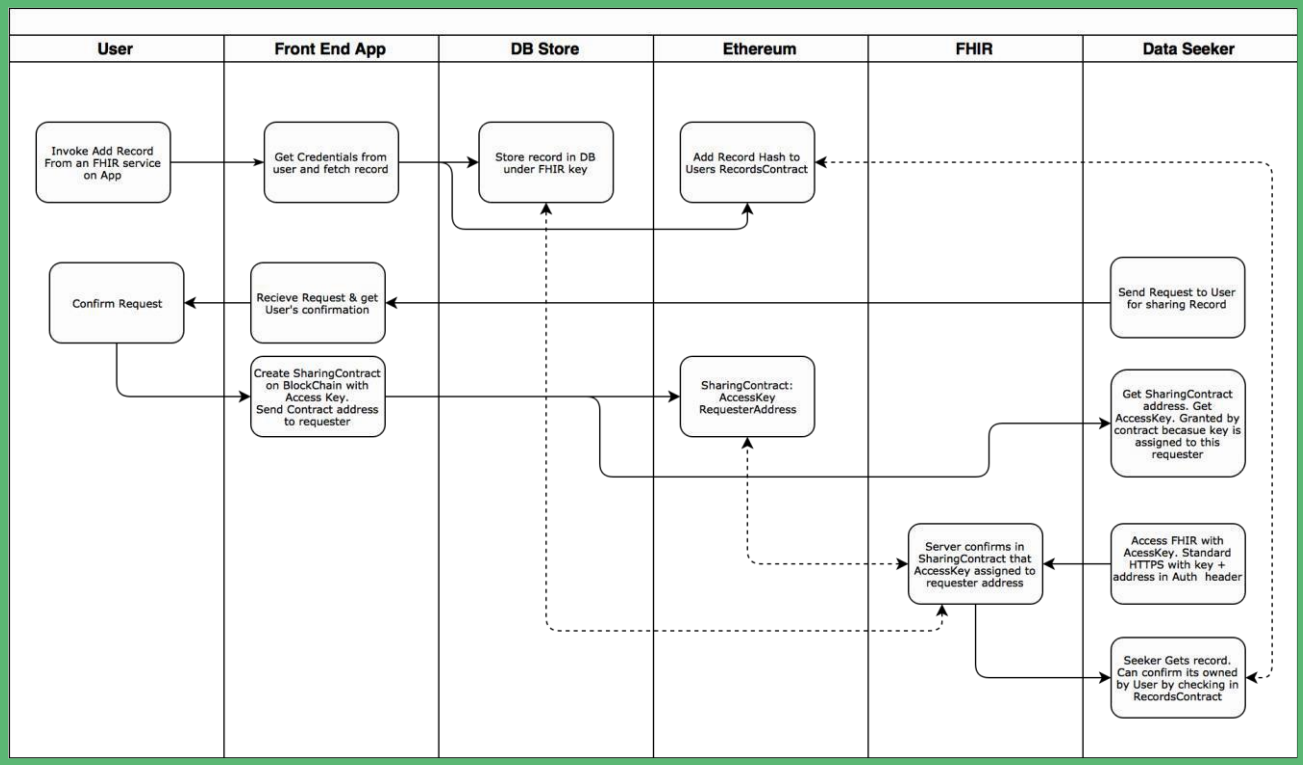 User
Front End App
DB Store
Ethereum
FHIR
Data Seeker
Invoke Add Record
From an FHIR service
on App
Get Credentials from
user and fetch record
Store record in DB
under FHIR key
Add Record Hash to
Users RecordsContract
Confirm Request
Recieve Request & get
User's confirmation
Send Request to User
for sharing Record
Create SharingContract
on BlockChain with
Access Key.
Send Contract address
to requester
SharingContract:
AccessKey
RequesterAddress
Get SharingContract
address. Get
AccessKey. Granted by
contract becasue key is
assigned to this
requester
Server confirms in
SharingContract that
AccessKey assigned to
requester address
Access FHIR with
AcessKey. Standard
HTTPS with key +
address in Auth header
Seeker Gets record.
Can confirm its owned
by User by checking in
RecordsContract